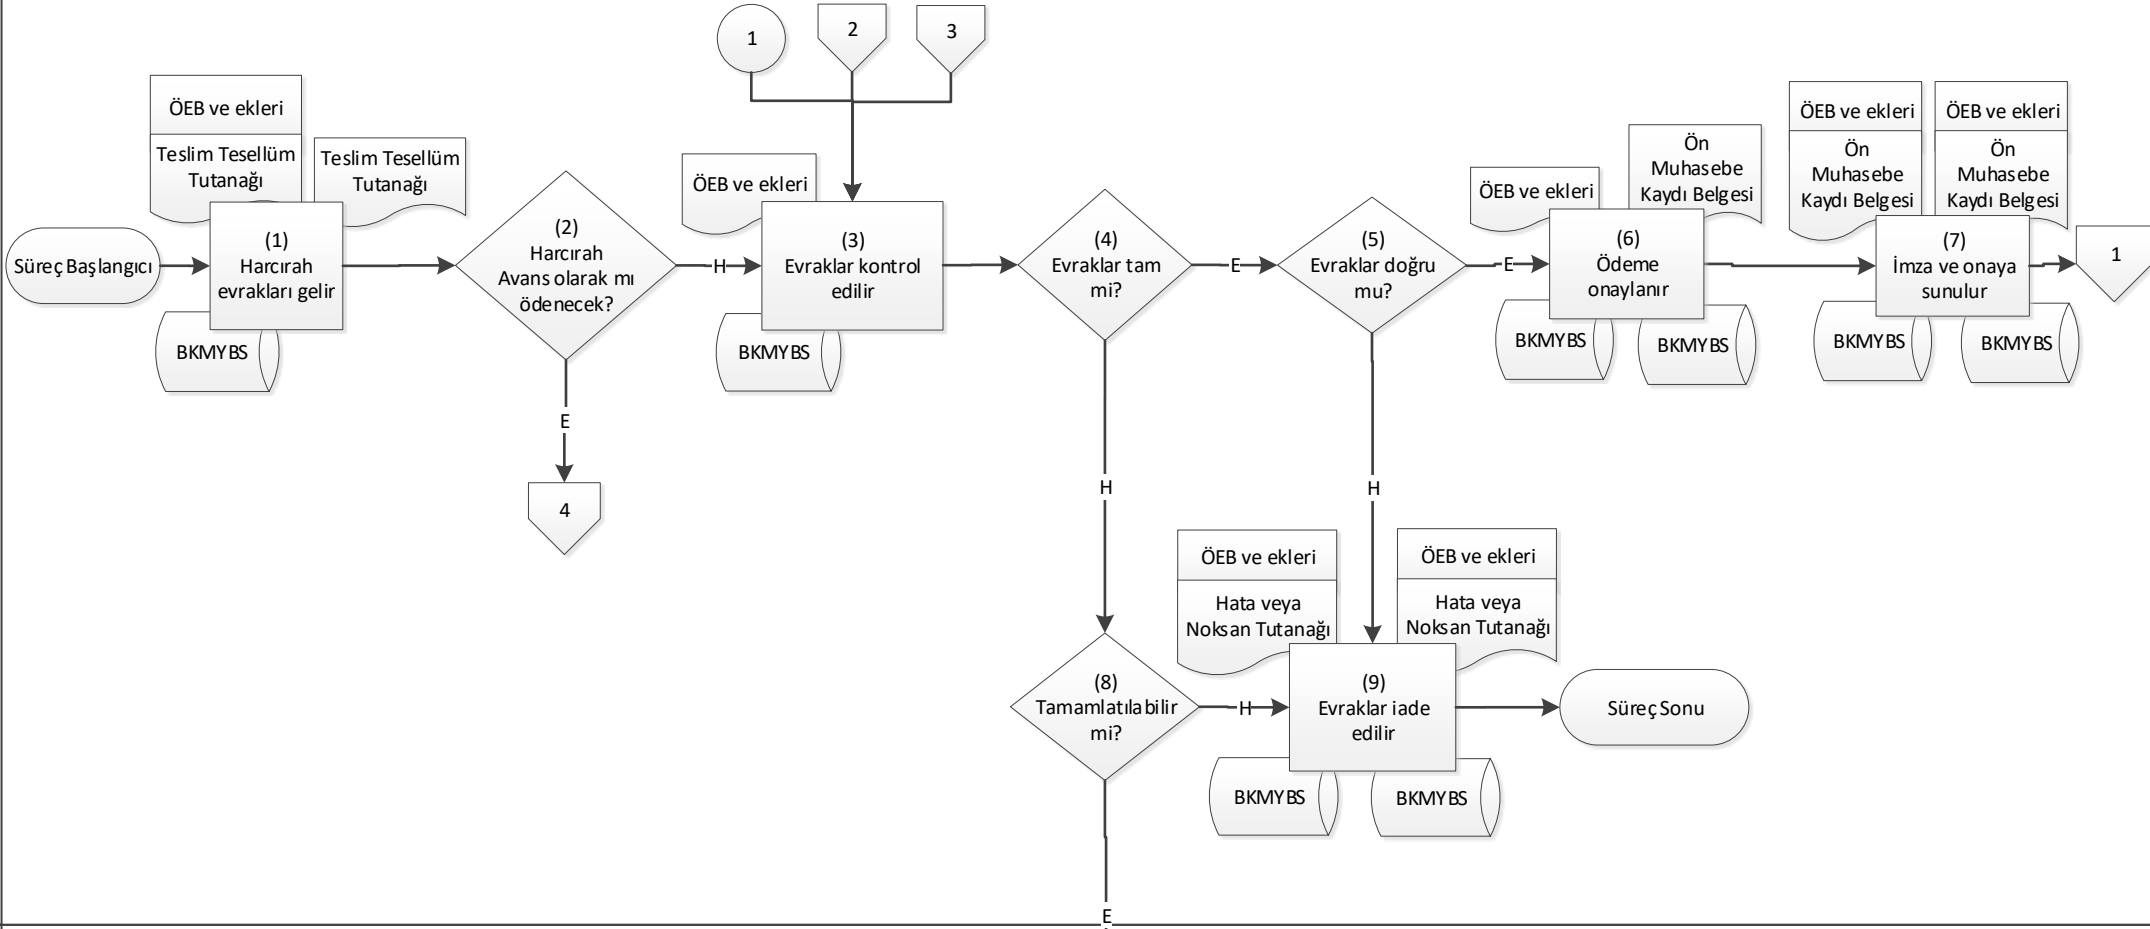 1
2
3
ÖEB ve ekleri
Teslim Tesellüm
Tutanağı
Teslim Tesellüm
Tutanağı
Süreç Başlangıcı
(1)
Harcırah
evrakları gelir
BKMYBS
(2)
Harcırah
Avans olarak mı
ödenecek?
H
E
4
ÖEB ve ekleri
(3)
Evraklar kontrol
edilir
BKMYBS
(4)
Evraklar tam
mi?
E
H
(5)
Evraklar doğru
mu?
E
H
ÖEB ve ekleri
Ön
Muhasebe
Kaydı Belgesi
(6)
Ödeme
onaylanır
BKMYBS
BKMYBS
ÖEB ve ekleri
Ön
Muhasebe
Kaydı Belgesi
ÖEB ve ekleri
Ön
Muhasebe
Kaydı Belgesi
(7)
İmza ve onaya
sunulur
BKMYBS
BKMYBS
1
(8)
Tamamlatılabilir
mi?
H
E
ÖEB ve ekleri
Hata veya
Noksan Tutanağı
ÖEB ve ekleri
Hata veya
Noksan Tutanağı
(9)
Evraklar iade
edilir
BKMYBS
BKMYBS
Süreç Sonu